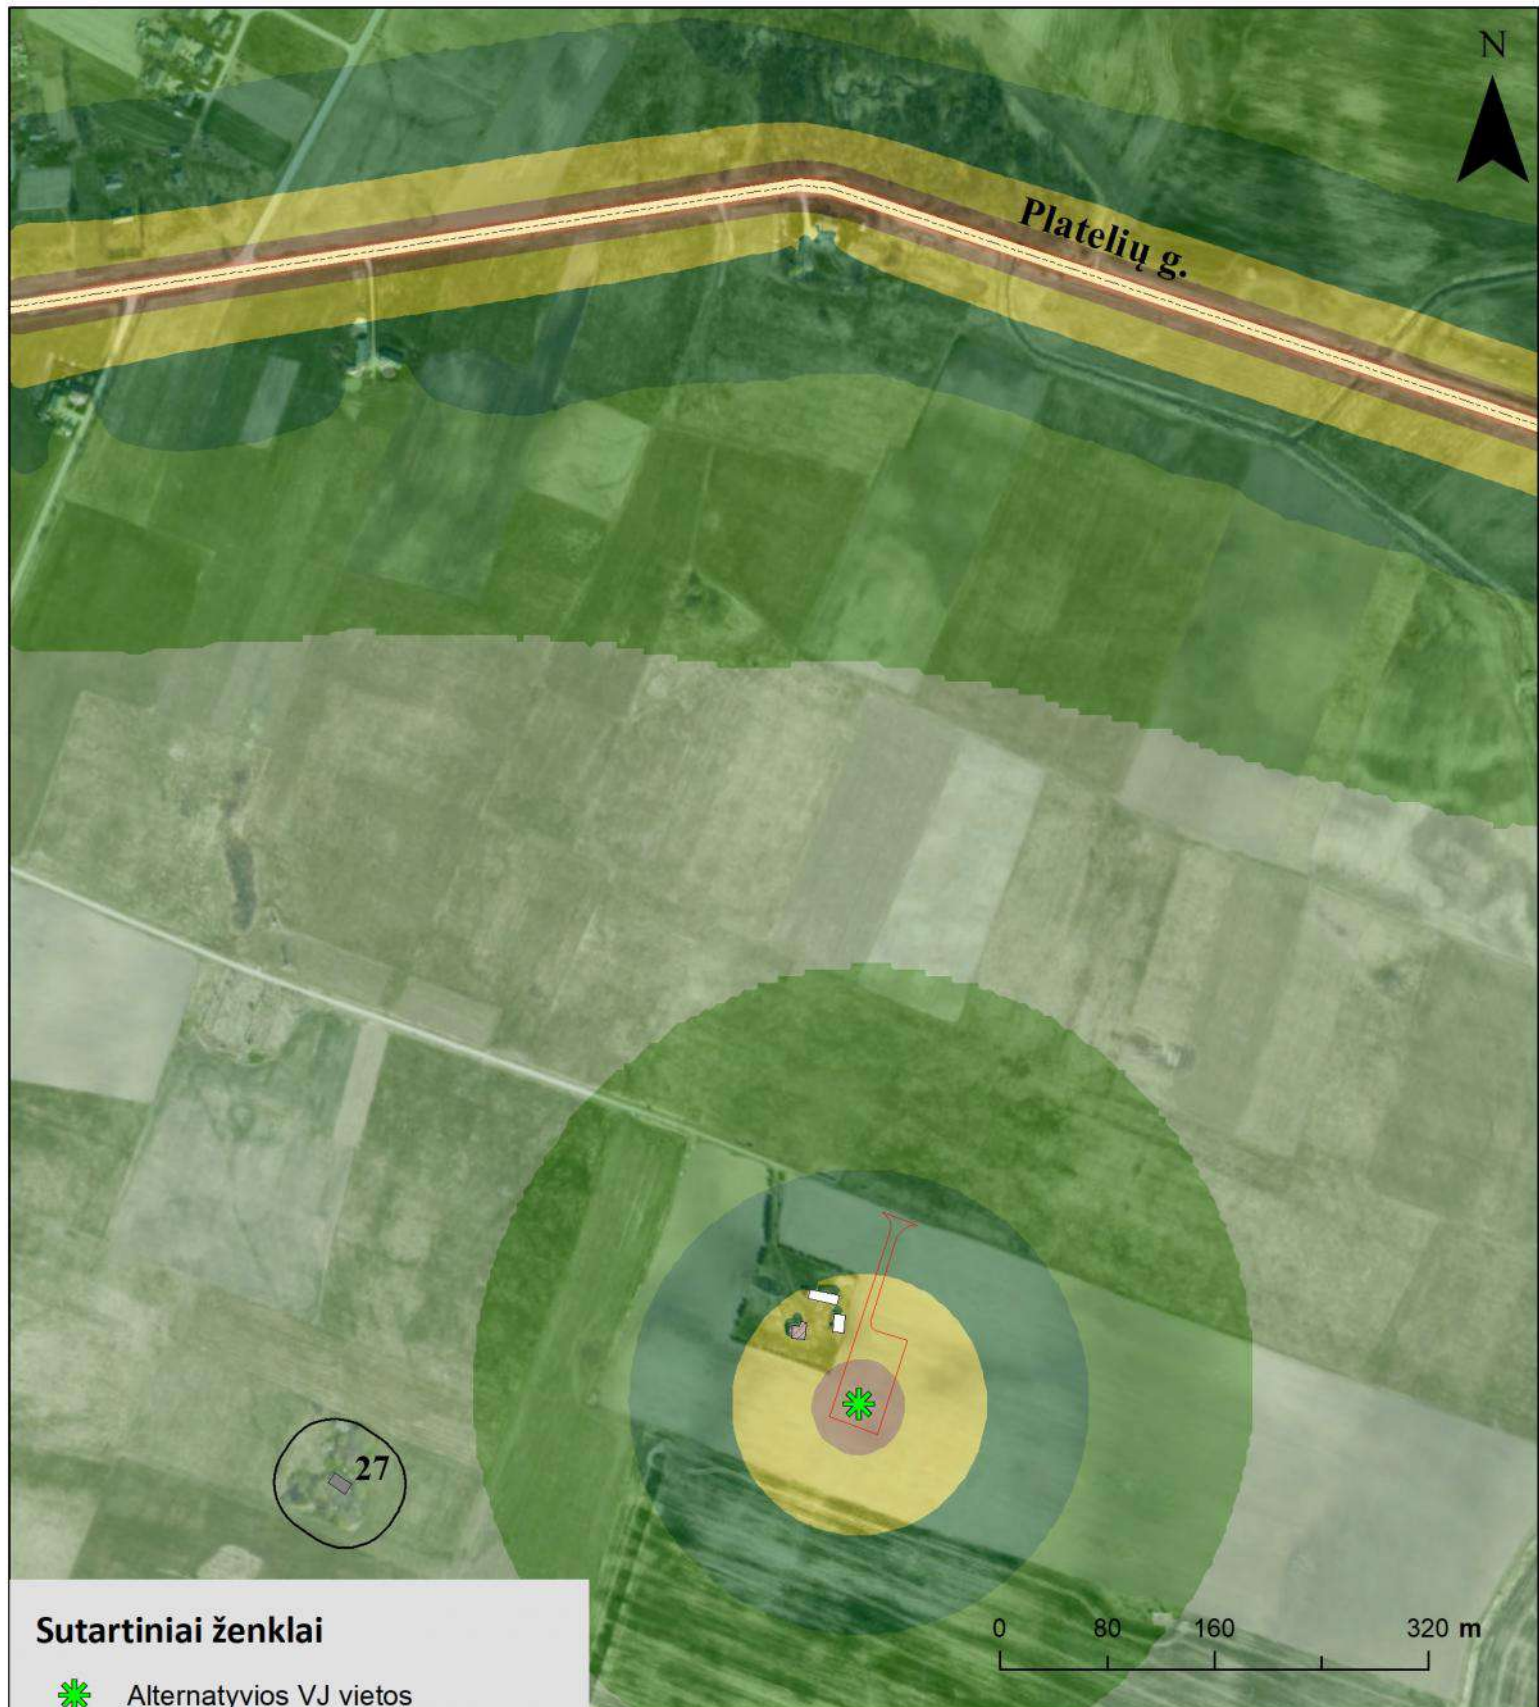 N
Platelių g.
27
Sutartiniai ženklai
Alternatyvios VJ vietos
0 80 160 320 m